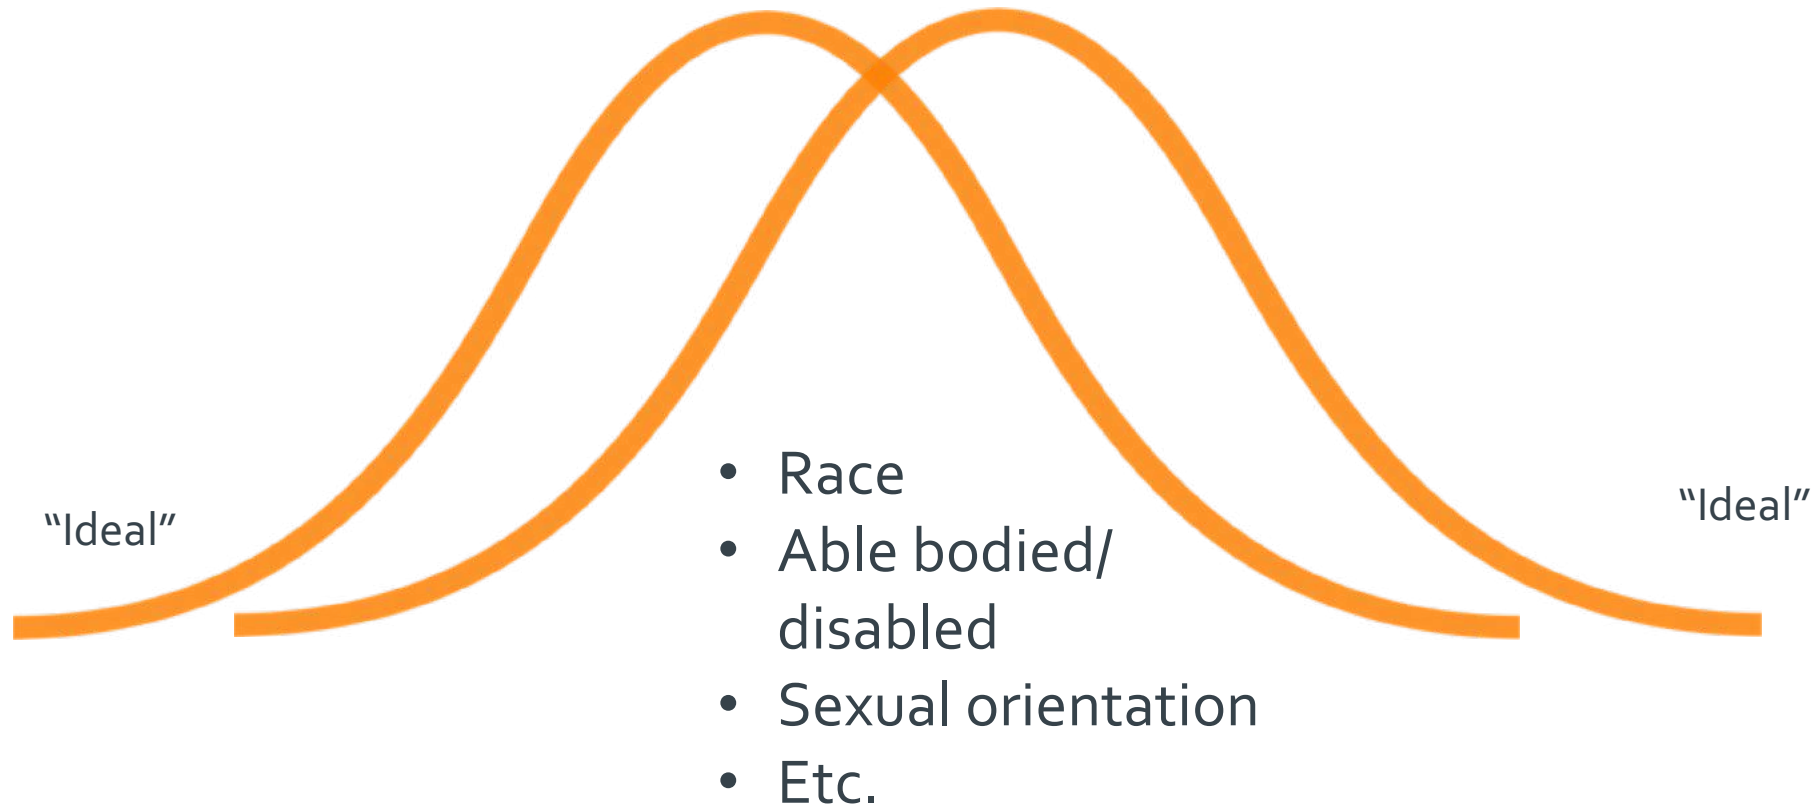 “Ideal”
“Ideal”
• Race
• Able bodied/
disabled
• Sexual orientation
• Etc.